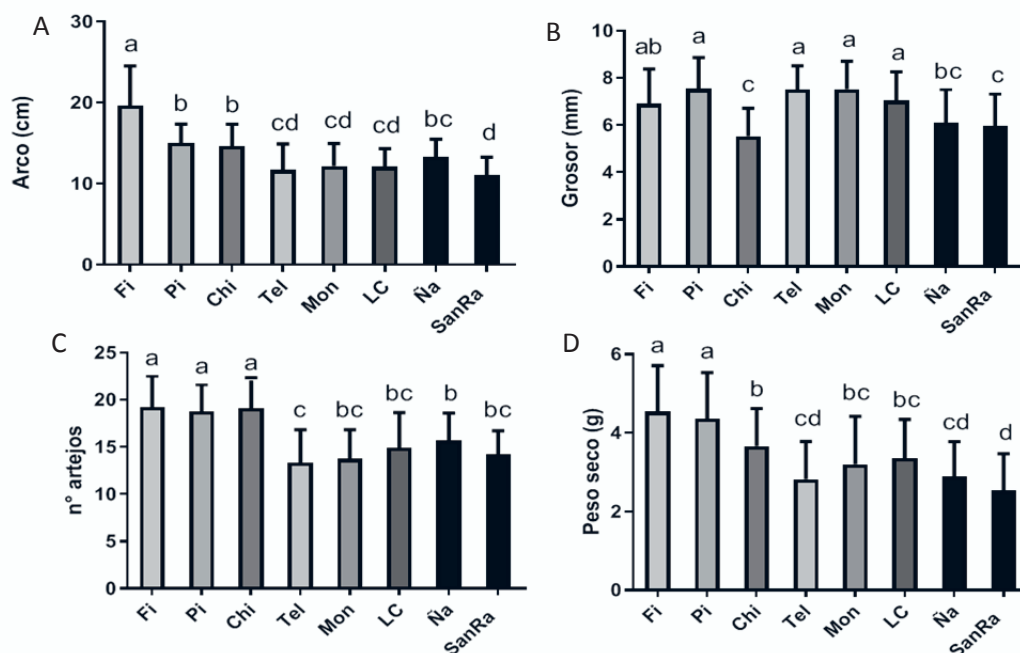 A
Arco (cm)
30
20
10
0
a
b
b
cd
cd
cd
bc
d
Fi
Pi
Chi
Tel
Mon
LC
Ña
SanRa
B
Grosor (mm)
10
8
6
4
2
0
ab
a
c
a
a
a
bc
c
Fi
Pi
Chi
Tel
Mon
LC
Ña
SanRa
C
n° artejos
25
20
15
10
5
0
a
a
a
c
bc
bc
b
bc
Fi
Pi
Chi
Tel
Mon
LC
Ña
SanRa
D
Peso seco (g)
6
4
2
0
a
a
b
cd
bc
bc
cd
d
Fi
Pi
Chi
Tel
Mon
LC
Ña
SanRa